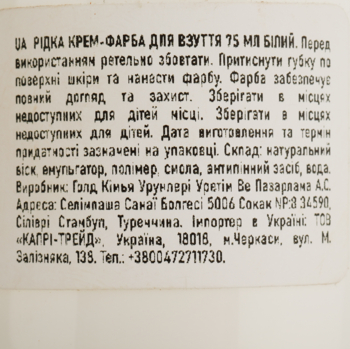 UA РІДКА КРЕМ-ФАРБА ДЛЯ ВЗУТТЯ 75 МЛ БІЛИЙ. Перед
використанням ретельно збовтати. Притиснути губку по
поверхні шкіри та нанести фарбу. Фарба забезпечує
повний догляд та захист. Зберігати в місцях
недоступних для дітей місці. Зберігати в місцях
недоступних для дітей. Дата виготовлення та термін
придатності зазначені на упаковці. Склад: натуральний
віск, емульгатор, полімер, смола, антипінний засіб, вода.
Виробник: Голд Кімья Урунлері Уретім Ве Пазарлама А.С.
Адреса: Селімпаша Санаї Болгесі 5006 Сокак NP:8 34590,
Сіліврі Стамбул, Туреччина. Імпортер в Україні: ТОВ
«КАПРІ-ТРЕЙД», Україна, 18018, м.Черкаси, вул. М.
Залізняка, 138. Тел.: +3800472711730.